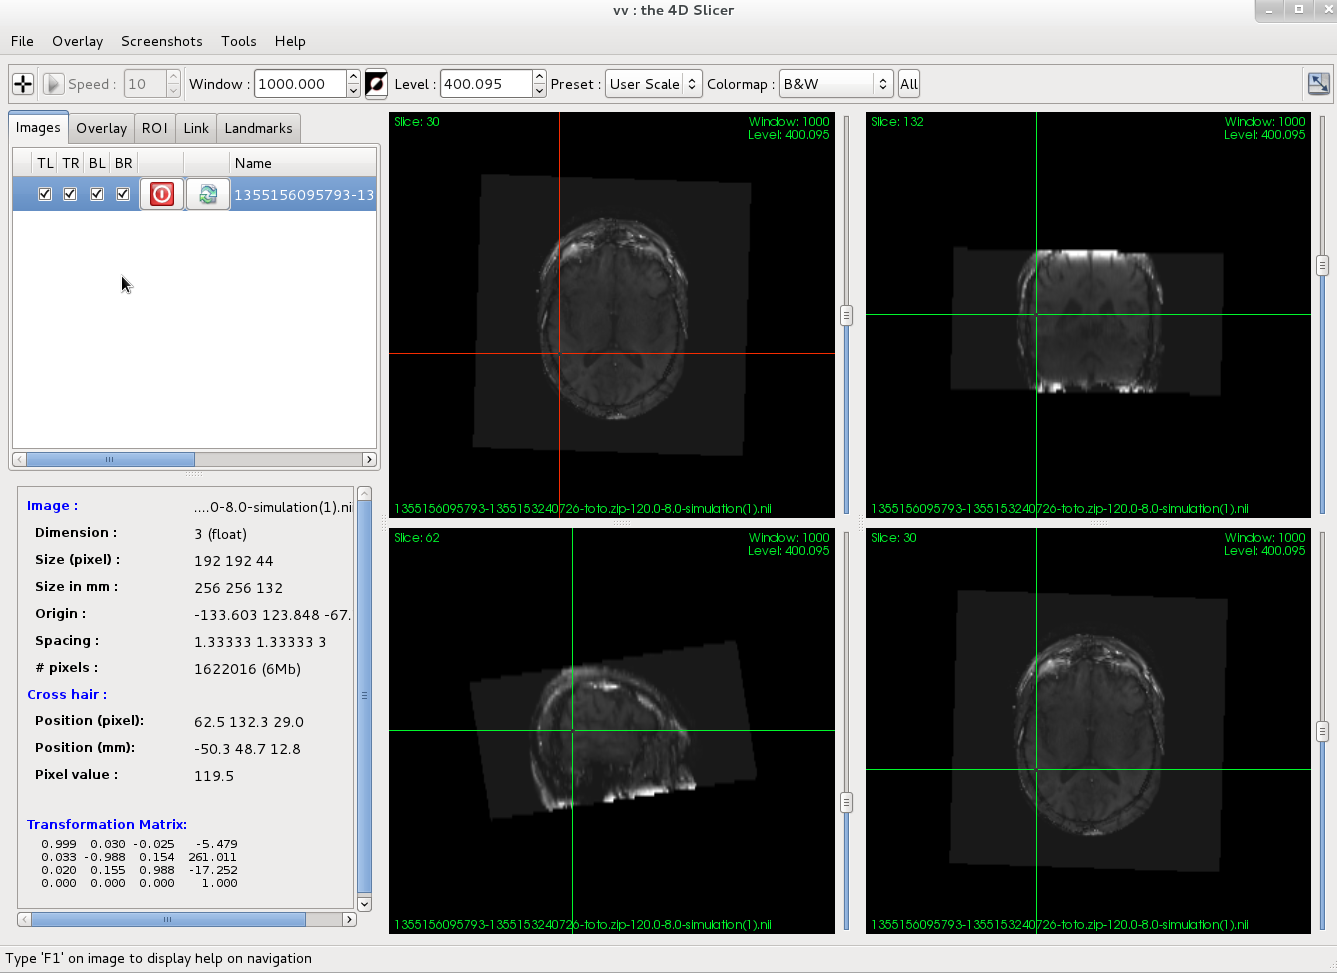 vv : the 4D Slicer
File Overlay Screenshots Tools Help
Speed : 10 Window : 1000.000 Level : 400.095 Preset : User Scale Colormap : B&W All
Images Overlay ROI Link Landmarks
TL TR BL BR Name
1355156095793-13
Image : ....0-8.0-simulation(1).nii
Dimension : 3 (float)
Size (pixel) : 192 192 44
Size in mm : 256 256 132
Origin : -133.603 123.848 -67.
Spacing : 1.33333 1.33333 3
# pixels : 1622016 (6Mb)
Cross hair :
Position (pixel): 62.5 132.3 29.0
Position (mm): -50.3 48.7 12.8
Pixel value : 119.5
Transformation Matrix:
0.999 0.030 -0.025 -5.479
0.033 -0.988 0.154 261.011
0.020 0.155 0.988 -17.252
0.000 0.000 0.000 1.000
Slice: 30 Window: 1000
Level: 400.095
1355156095793-1355153240726-toto.zip-120.0-8.0-simulation(1).nii
Slice: 132 Window: 1000
Level: 400.095
1355156095793-1355153240726-toto.zip-120.0-8.0-simulation(1).nii
Slice: 62 Window: 1000
Level: 400.095
1355156095793-1355153240726-toto.zip-120.0-8.0-simulation(1).nii
Slice: 30 Window: 1000
Level: 400.095
1355156095793-1355153240726-toto.zip-120.0-8.0-simulation(1).nii
Type 'F1' on image to display help on navigation